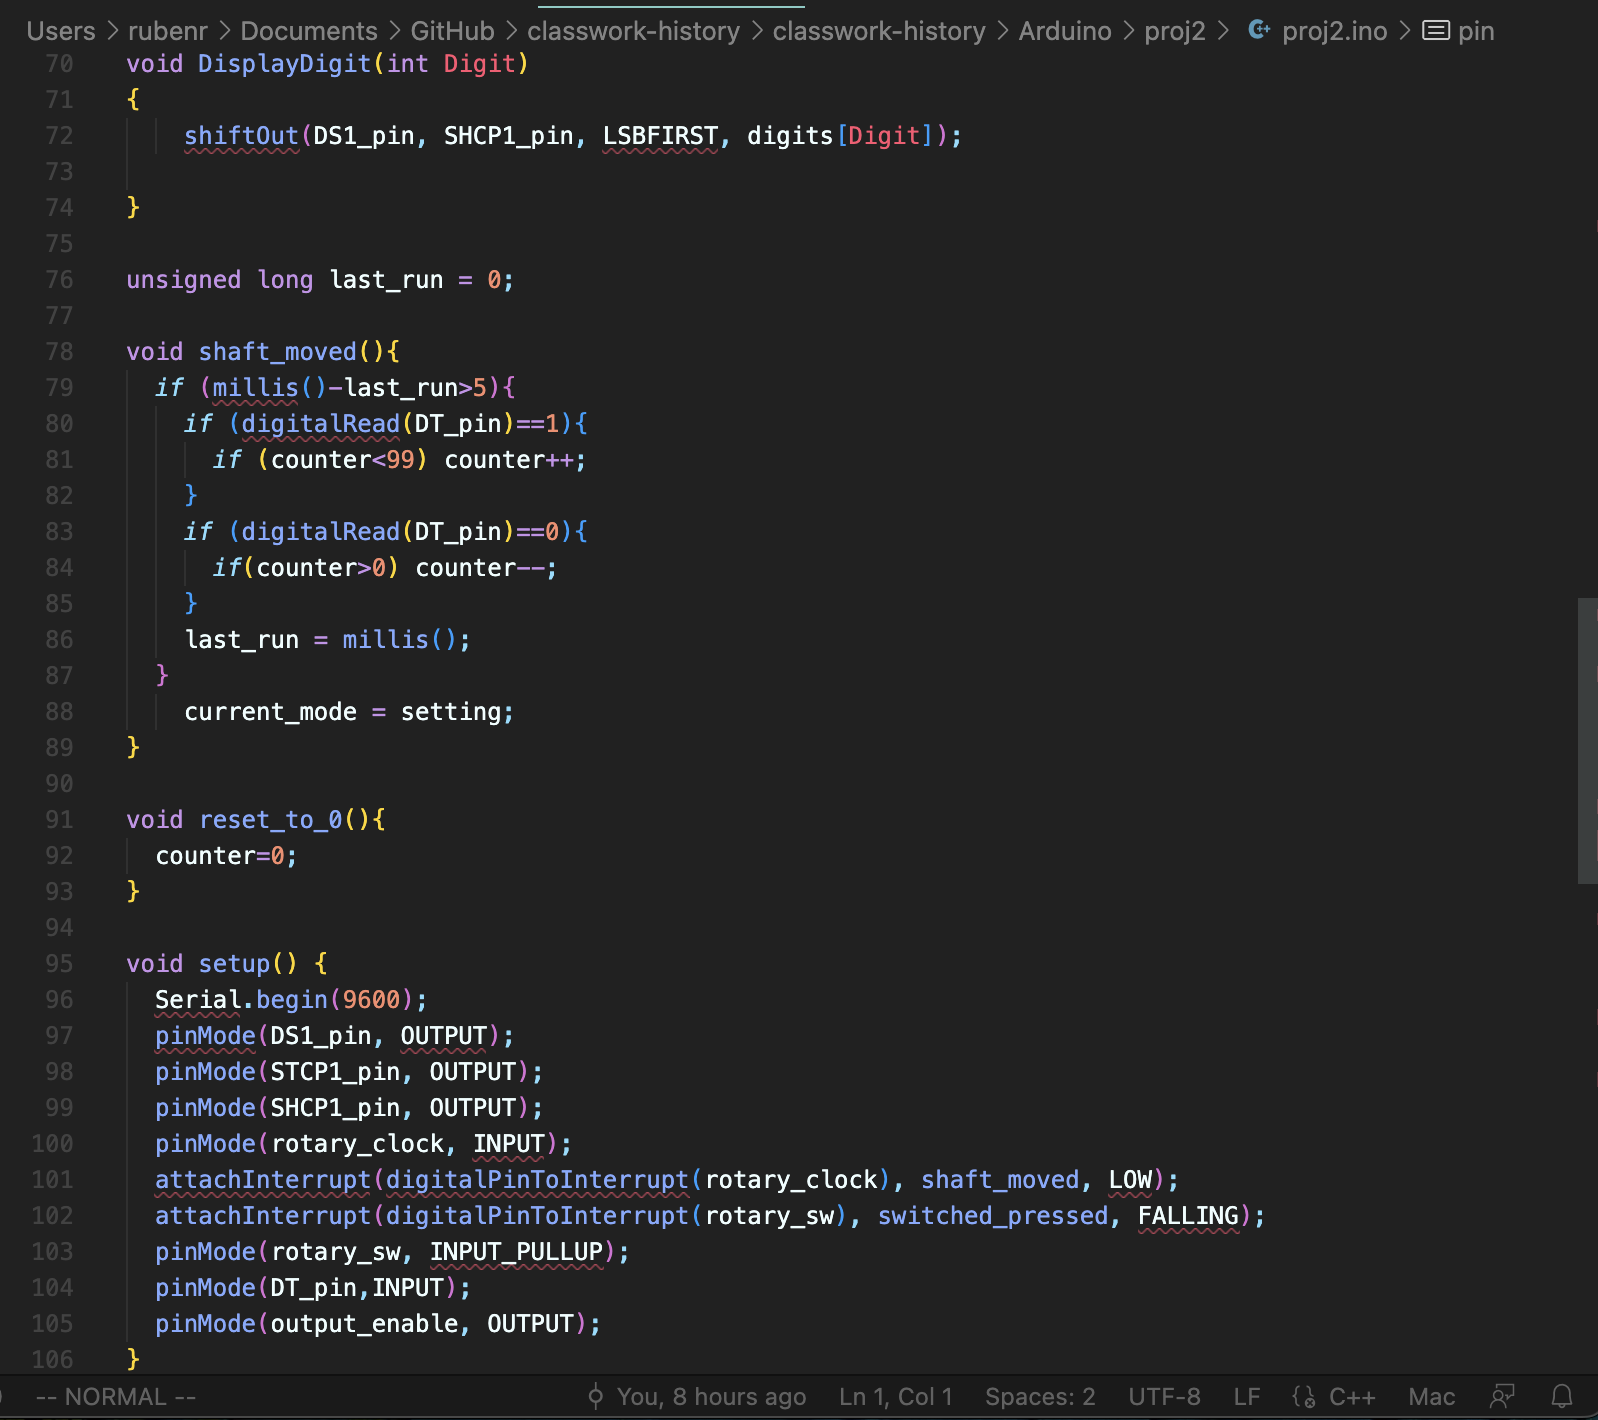 Users > rubenr > Documents > GitHub > classwork-history > classwork-history > Arduino > proj2 > proj2.ino > pin
70 void DisplayDigit(int Digit)
71 {
72     shiftOut(DS1_pin, SHCP1_pin, LSBFIRST, digits[Digit]);
73
74 }
75
76 unsigned long last_run = 0;
77
78 void shaft_moved(){
79   if (millis()-last_run>5){
80     if (digitalRead(DT_pin)==1){
81       if (counter<99) counter++;
82     }
83     if (digitalRead(DT_pin)==0){
84       if(counter>0) counter--;
85     }
86     last_run = millis();
87   }
88     current_mode = setting;
89 }
90
91 void reset_to_0(){
92   counter=0;
93 }
94
95 void setup() {
96   Serial.begin(9600);
97   pinMode(DS1_pin, OUTPUT);
98   pinMode(STCP1_pin, OUTPUT);
99   pinMode(SHCP1_pin, OUTPUT);
100   pinMode(rotary_clock, INPUT);
101   attachInterrupt(digitalPinToInterrupt(rotary_clock), shaft_moved, LOW);
102   attachInterrupt(digitalPinToInterrupt(rotary_sw), switched_pressed, FALLING);
103   pinMode(rotary_sw, INPUT_PULLUP);
104   pinMode(DT_pin,INPUT);
105   pinMode(output_enable, OUTPUT);
106 }
-- NORMAL -- You, 8 hours ago Ln 1, Col 1 Spaces: 2 UTF-8 LF {} C++ Mac